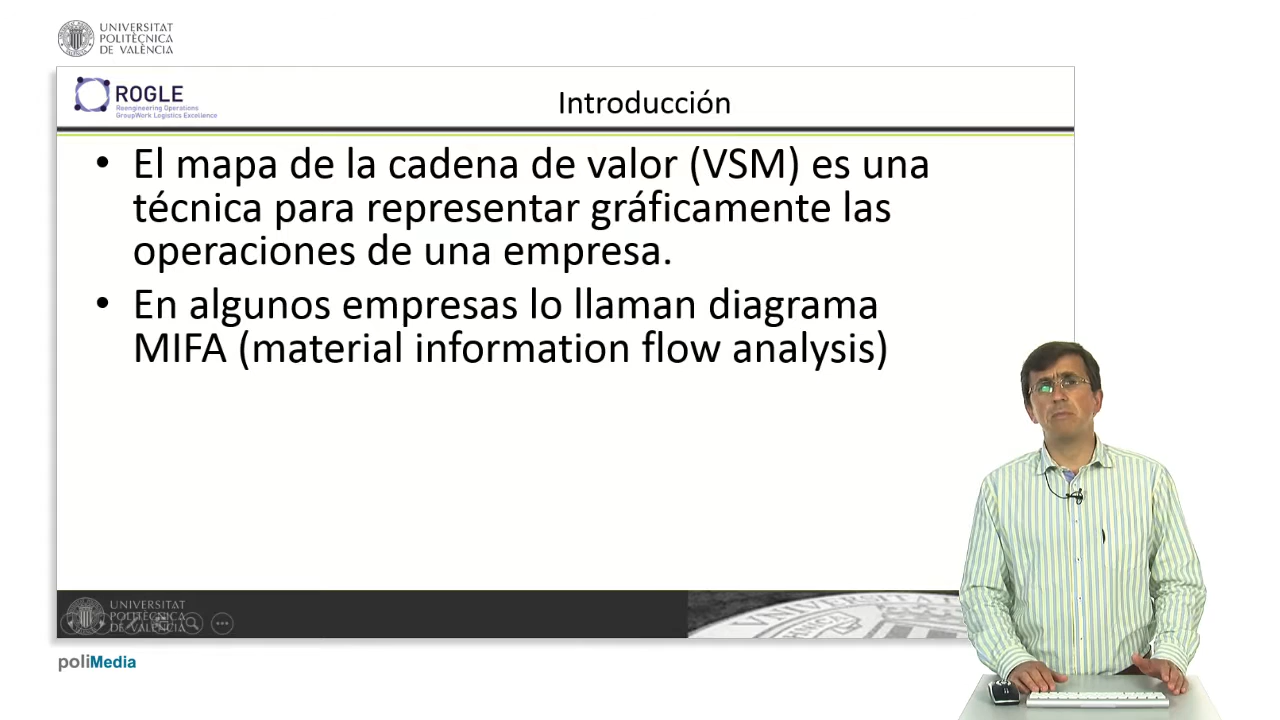 UNIVERSITAT
POLITÈCNICA
DE VALÈNCIA
ROGLE
Reengineering Operations
GroupWork Logistics Excellence
Introducción
• El mapa de la cadena de valor (VSM) es una
técnica para representar gráficamente las
operaciones de una empresa.
• En algunos empresas lo llaman diagrama
MIFA (material information flow analysis)
UNIVERSITAT
POLITÈCNICA
DE VALÈNCIA
poliMedia